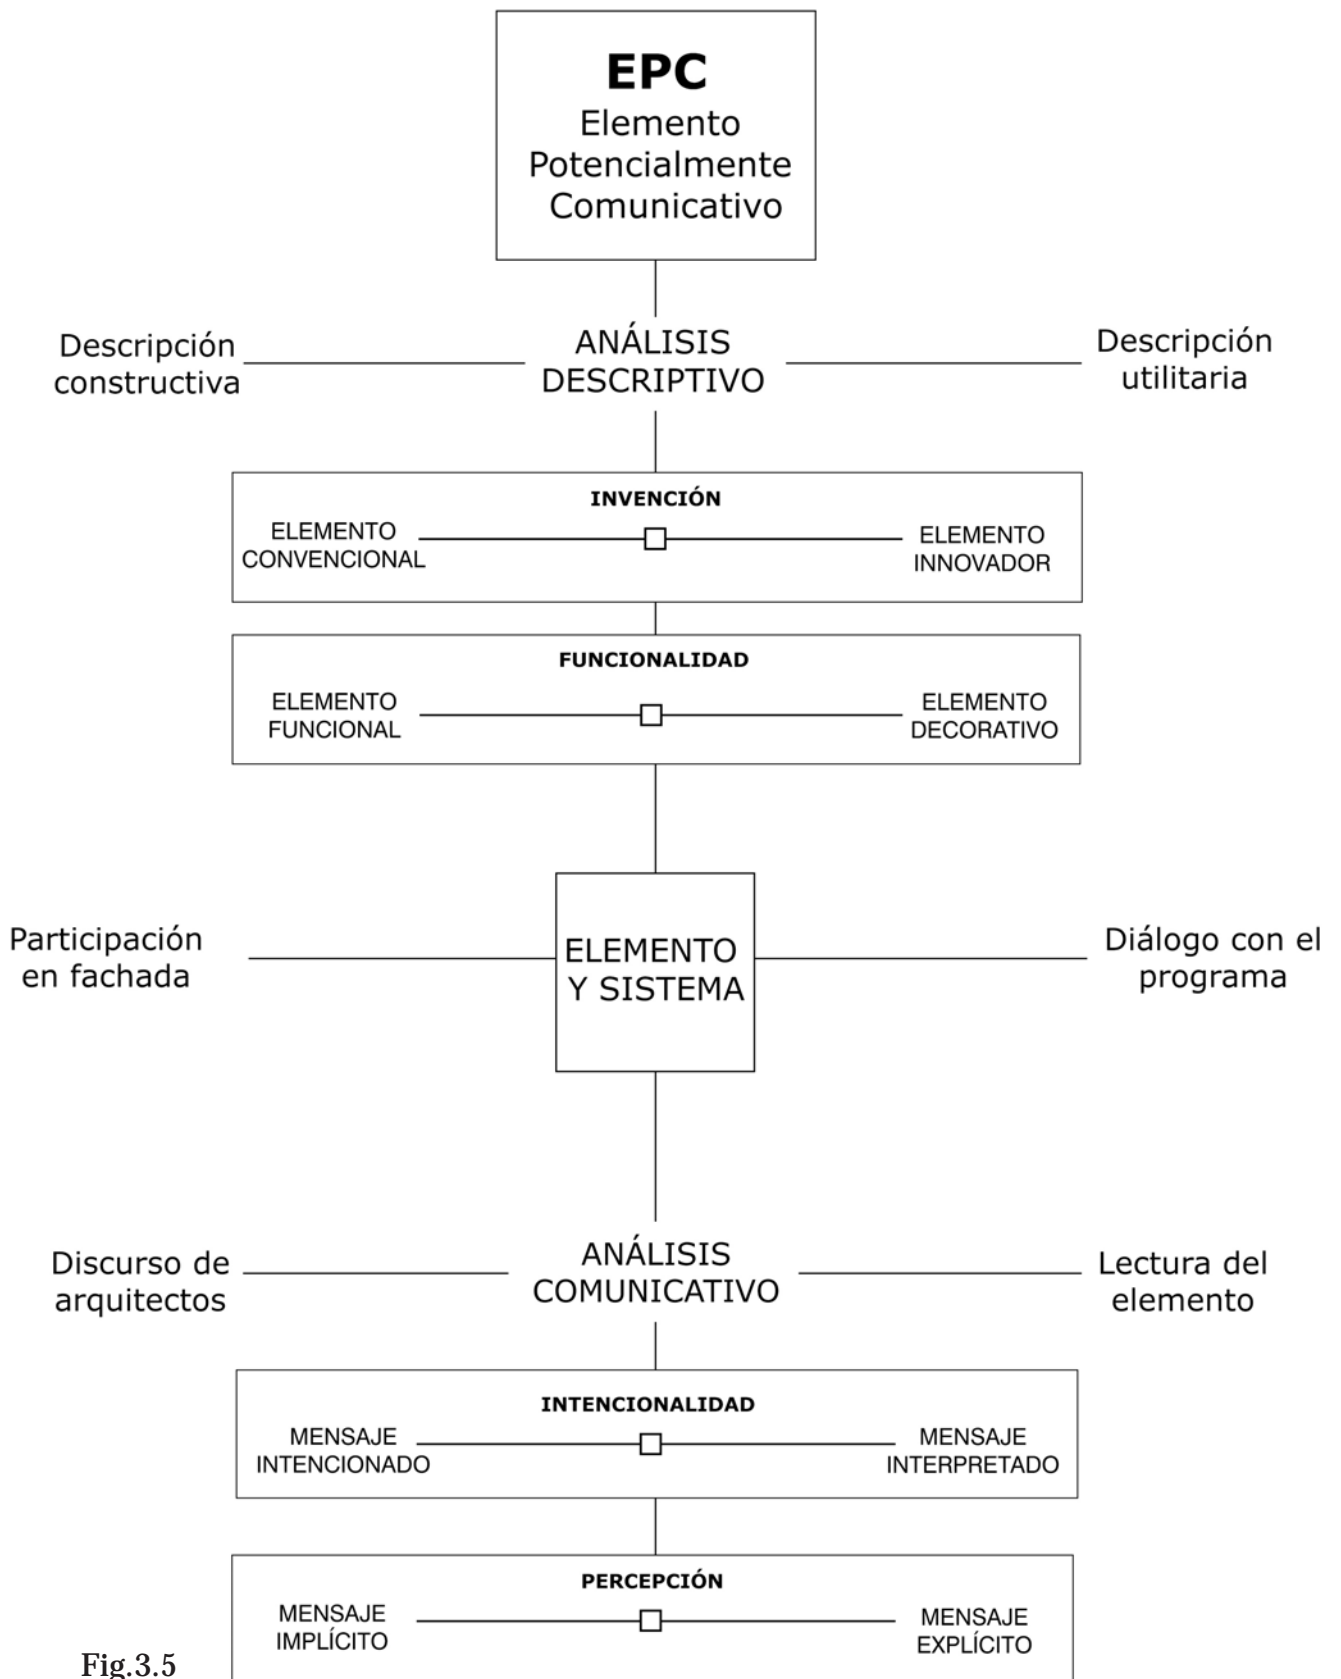 EPC
Elemento
Potencialmente
Comunicativo
Descripción
constructiva
ANÁLISIS
DESCRIPTIVO
Descripción
utilitaria
INVENCIÓN
ELEMENTO
CONVENCIONAL
ELEMENTO
INNOVADOR
FUNCIONALIDAD
ELEMENTO
FUNCIONAL
ELEMENTO
DECORATIVO
Participación
en fachada
ELEMENTO
Y SISTEMA
Diálogo con el
programa
Discurso de
arquitectos
ANÁLISIS
COMUNICATIVO
Lectura del
elemento
INTENCIONALIDAD
MENSAJE
INTENCIONADO
MENSAJE
INTERPRETADO
PERCEPCIÓN
MENSAJE
IMPLÍCITO
MENSAJE
EXPLÍCITO
Fig.3.5